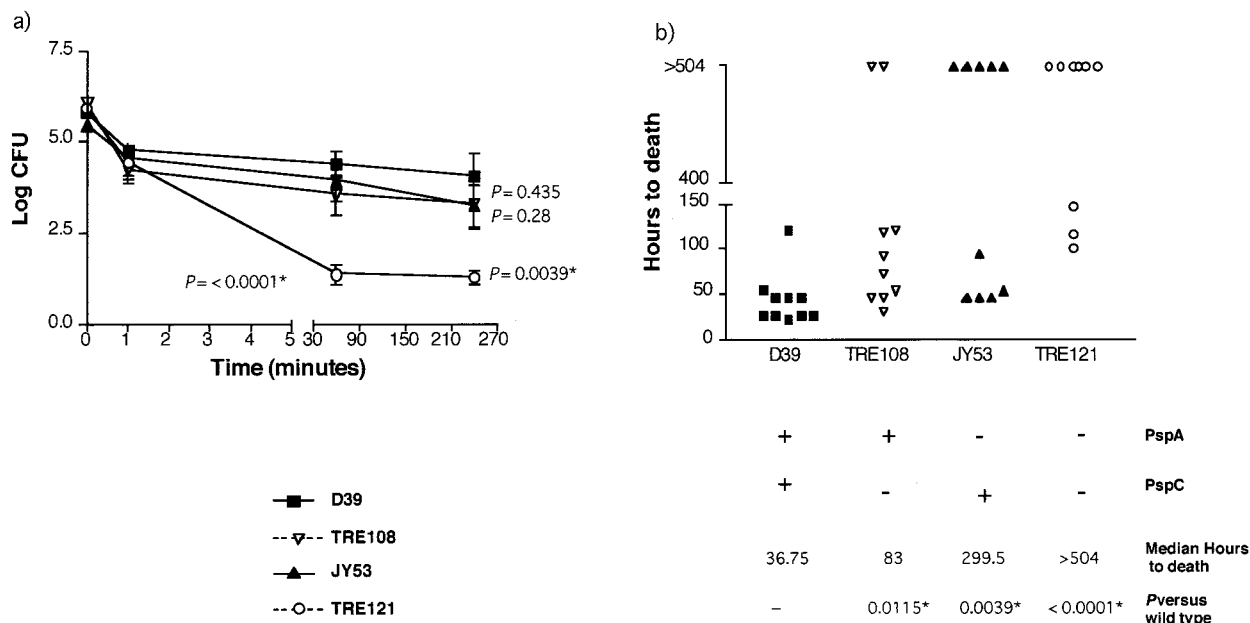 a)
7.5
5.0
2.5
0.0
Log CFU
0 1 2 3 4 5 30 90 150 210 270
Time (minutes)
P = 0.435
P = 0.28
P = 0.0039*
P = < 0.0001*
D39
TRE108
JY53
TRE121
b)
>504
400
150
100
50
0
Hours to death
D39 TRE108 JY53 TRE121
+ + - - PspA
+ - + - PspC
36.75 83 299.5 >504 Median Hours
to death
– 0.0115* 0.0039* < 0.0001* Pversus
wild type